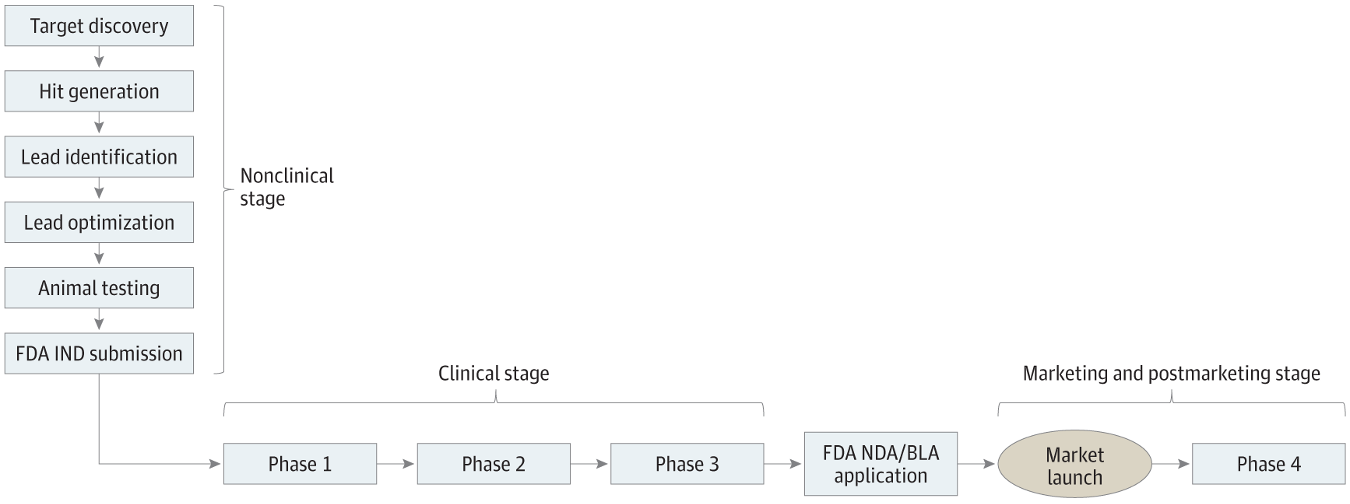 Target discovery
Hit generation
Lead identification
Lead optimization
Animal testing
FDA IND submission
Nonclinical
stage
Clinical stage
Phase 1
Phase 2
Phase 3
FDA NDA/BLA
application
Marketing and postmarketing stage
Market
launch
Phase 4